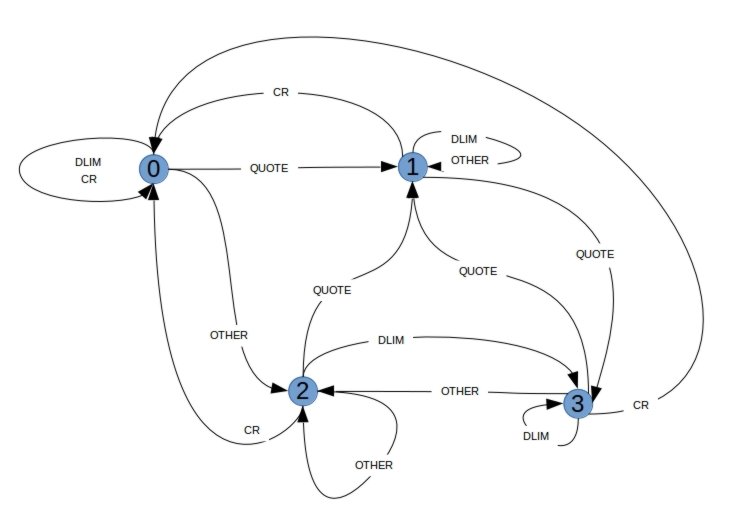 CR
DLIM
OTHER
DLIM
CR
0
QUOTE
1
QUOTE
QUOTE
QUOTE
OTHER
DLIM
2
OTHER
3
CR
CR
DLIM
OTHER